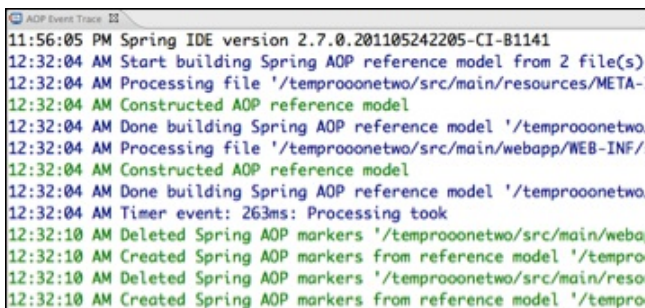 AOP Event Trace
11:56:05 PM Spring IDE version 2.7.0.201105242205-CI-B1141
12:32:04 AM Start building Spring AOP reference model from 2 file(s)
12:32:04 AM Processing file '/temprooonetwo/src/main/resources/META-
12:32:04 AM Constructed AOP reference model
12:32:04 AM Done building Spring AOP reference model '/temprooonetwo
12:32:04 AM Processing file '/temprooonetwo/src/main/webapp/WEB-INF/
12:32:04 AM Constructed AOP reference model
12:32:04 AM Done building Spring AOP reference model '/temprooonetwo
12:32:04 AM Timer event: 263ms: Processing took
12:32:10 AM Deleted Spring AOP markers '/temprooonetwo/src/main/weba
12:32:10 AM Created Spring AOP markers from reference model '/tempro
12:32:10 AM Deleted Spring AOP markers '/temprooonetwo/src/main/reso
12:32:10 AM Created Spring AOP markers from reference model '/tempro